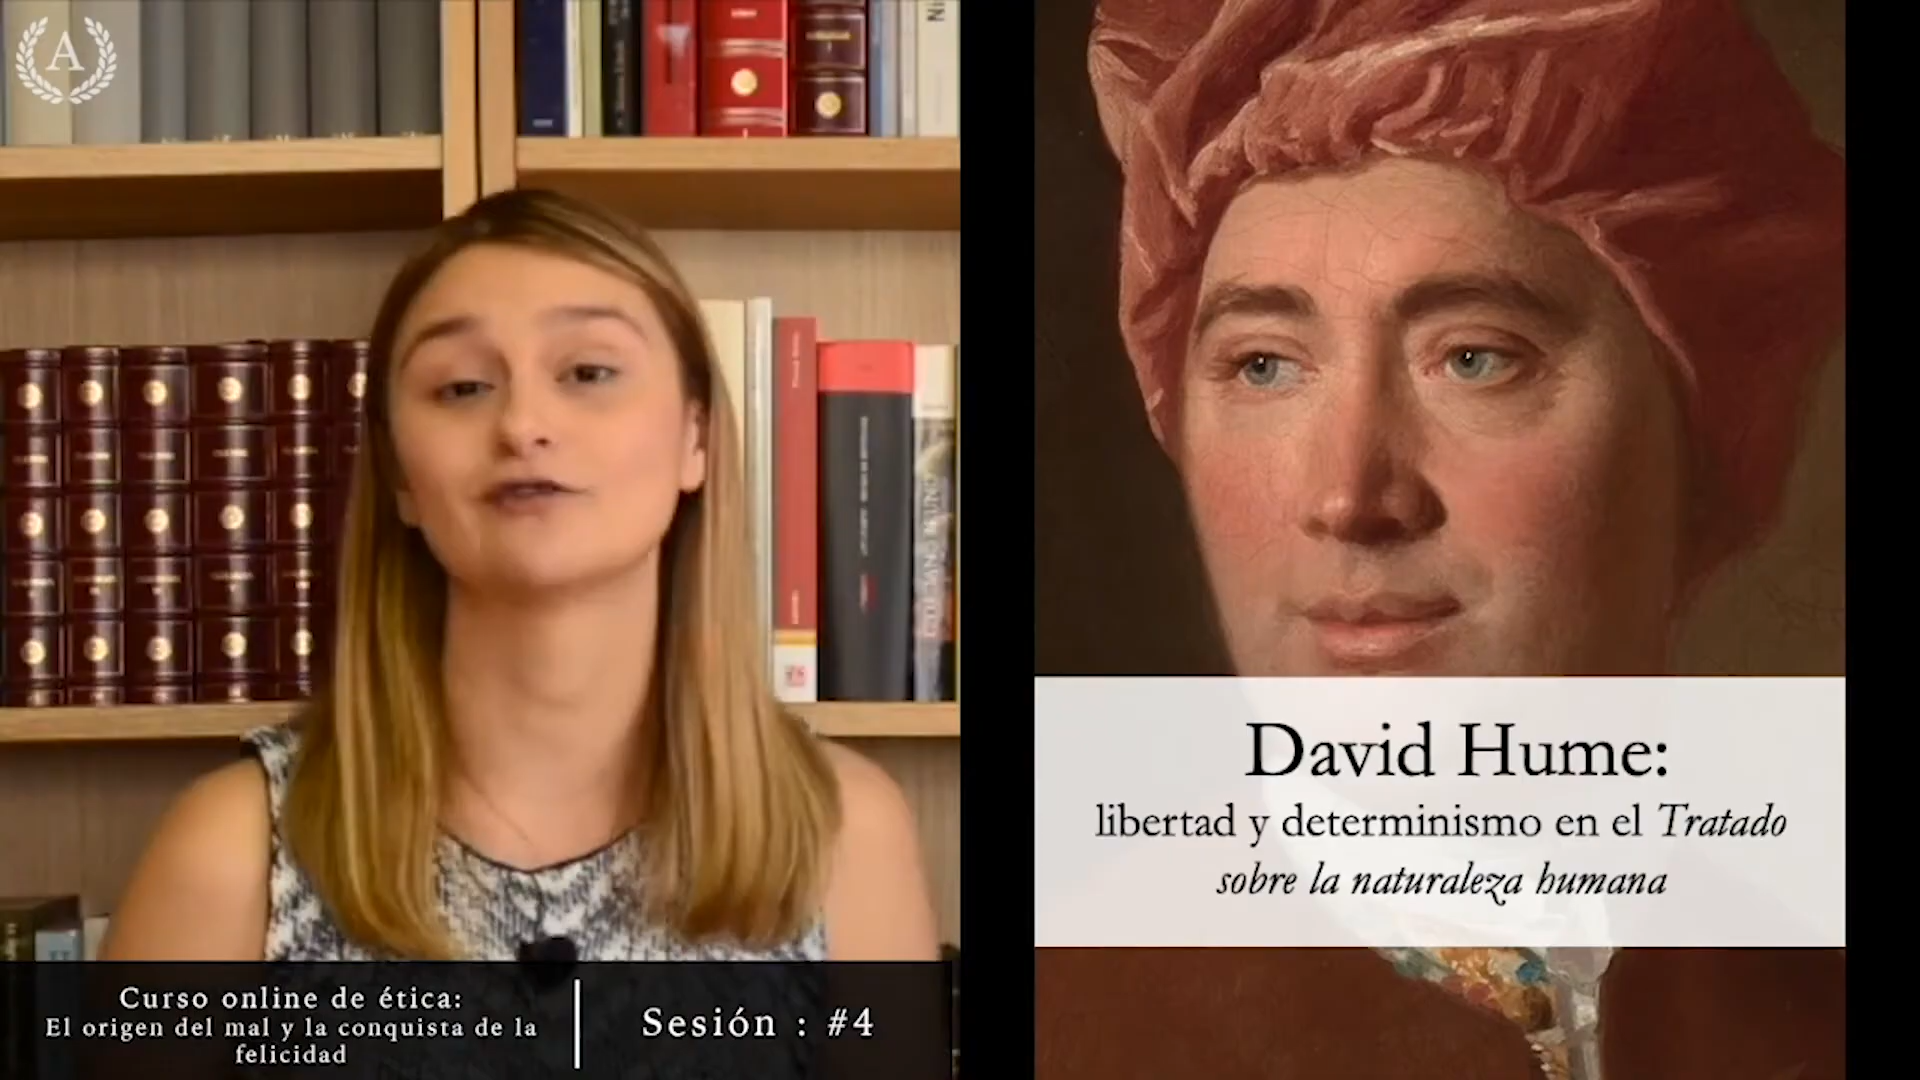 A
David Hume:
libertad y determinismo en el Tratado
sobre la naturaleza humana
Curso online de ética:
El origen del mal y la conquista de la
felicidad
Sesión : #4